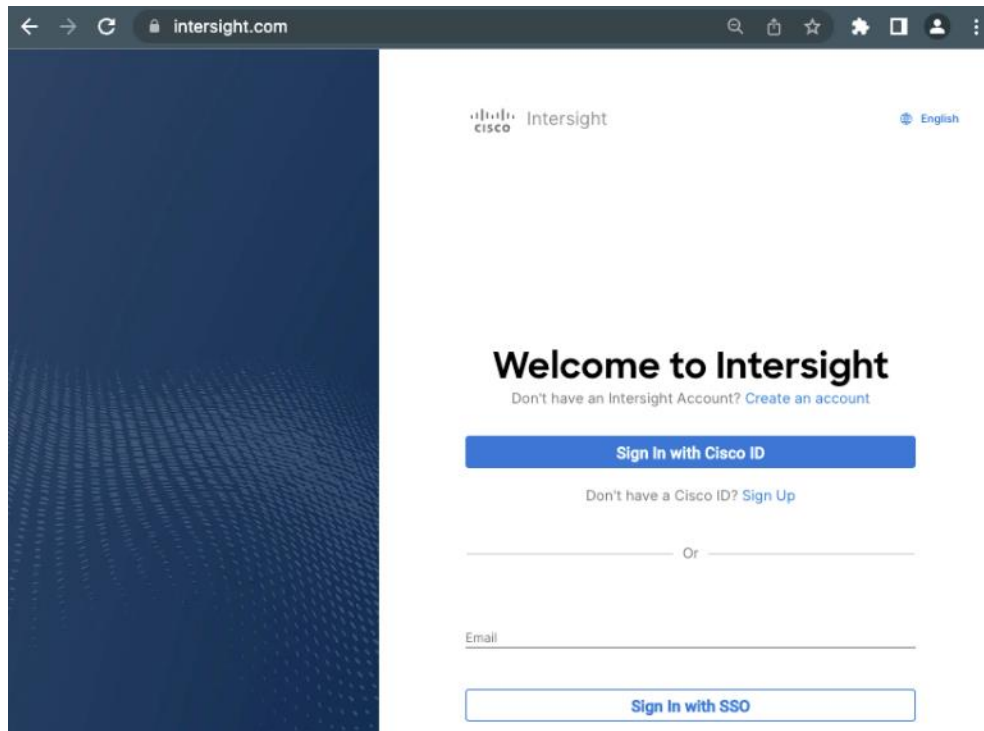 intersight.com
CISCO Intersight
English
Welcome to Intersight
Don't have an Intersight Account? Create an account
Sign In with Cisco ID
Don't have a Cisco ID? Sign Up
Or
Email
Sign In with SSO